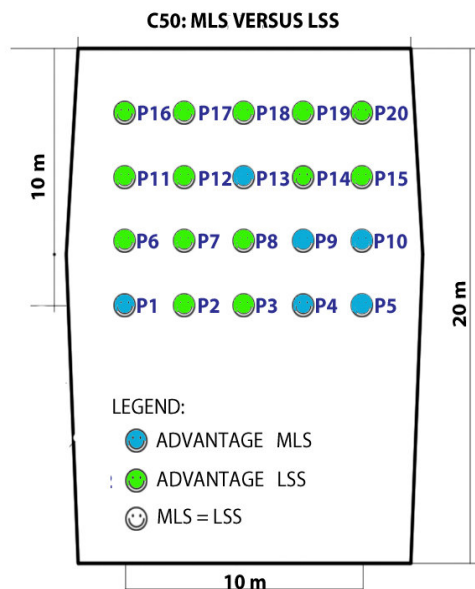 C50: MLS VERSUS LSS
P16 P17 P18 P19 P20
10 m
P11 P12 P13 P14 P15
P6 P7 P8 P9 P10
P1 P2 P3 P4 P5
20 m
LEGEND:
ADVANTAGE MLS
ADVANTAGE LSS
MLS = LSS
10 m